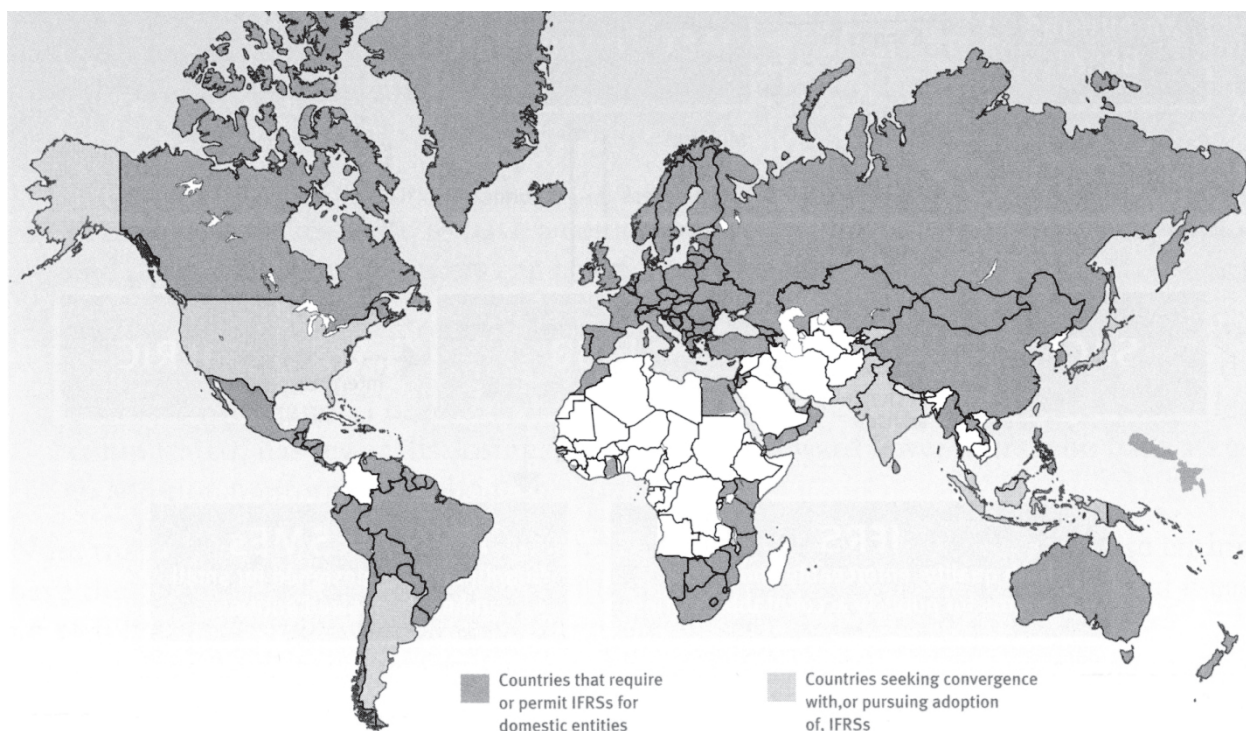 Countries that require
or permit IFRSs for
domestic entities
Countries seeking convergence
with,or pursuing adoption
of, IFRSs